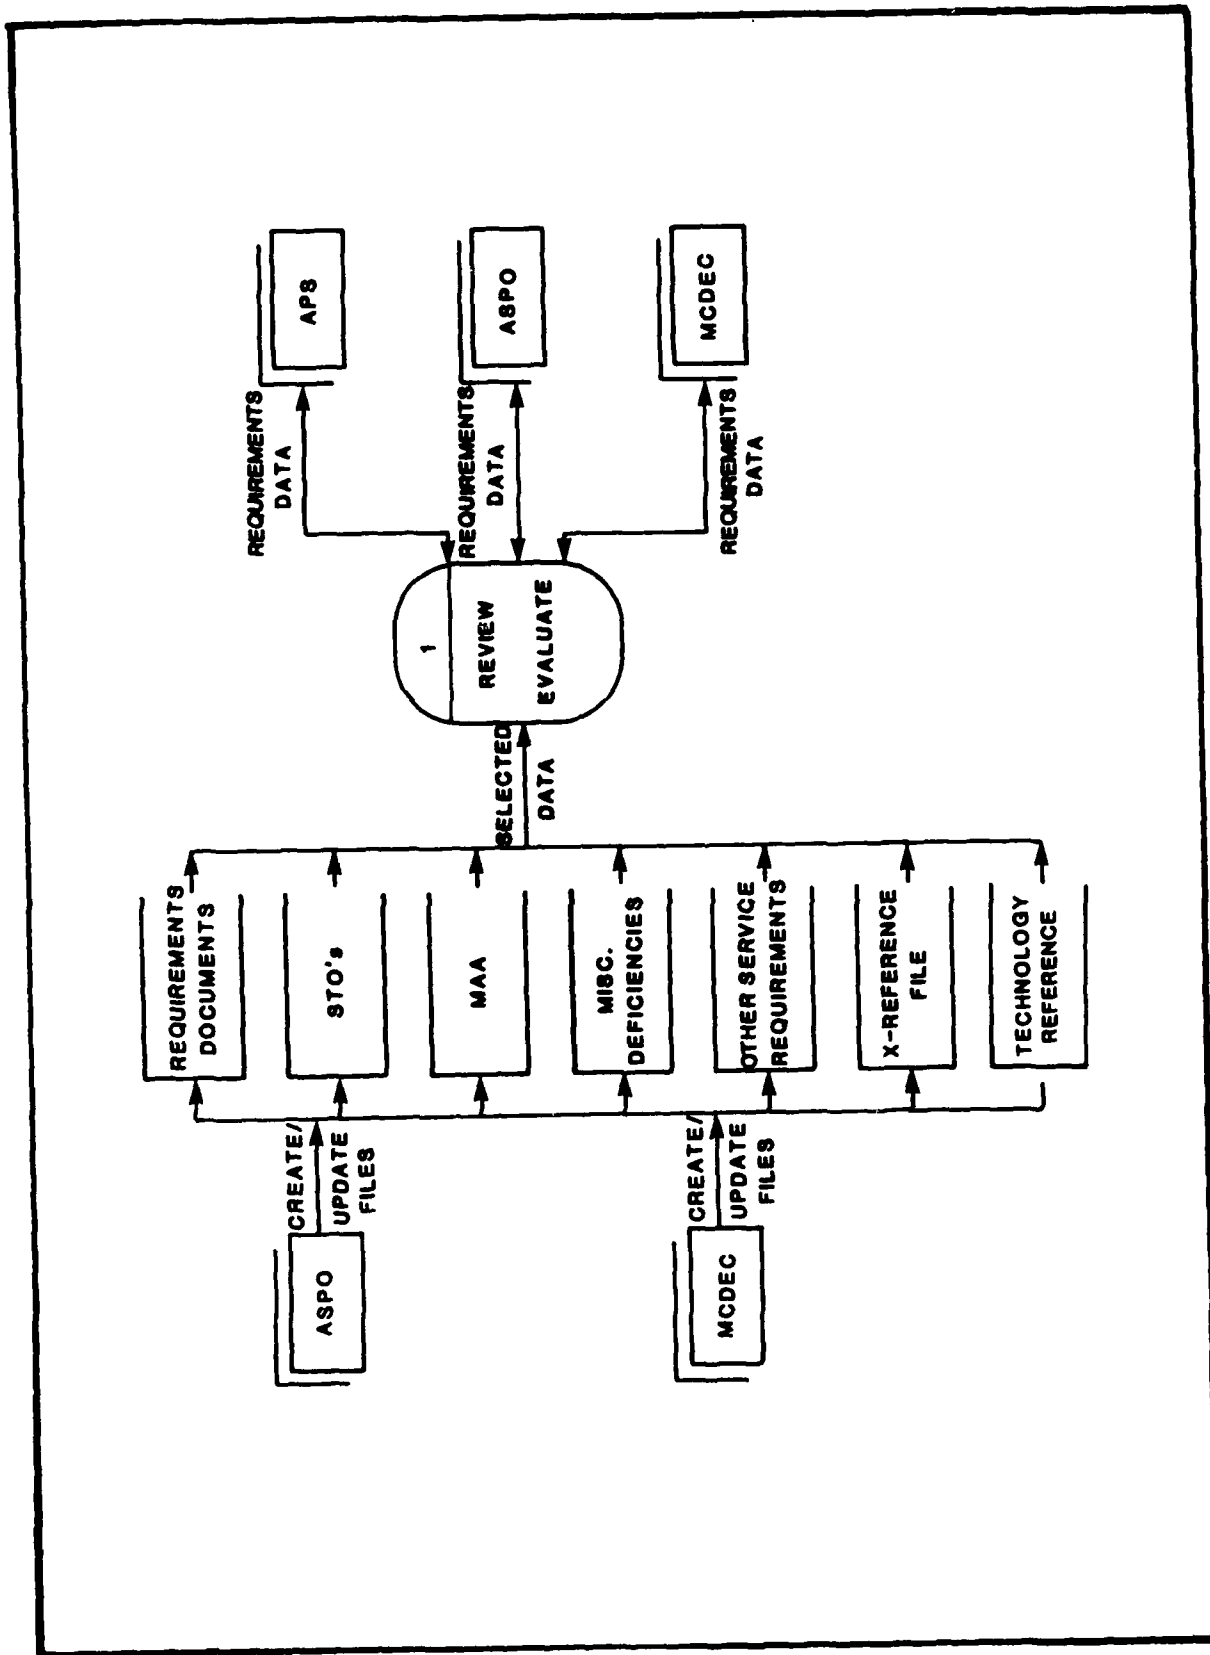 ASPO
CREATE/
UPDATE
FILES
MCDEC
CREATE/
UPDATE
FILES
REQUIREMENTS
DOCUMENTS
STO's
MAA
MISC.
DEFICIENCIES
OTHER SERVICE
REQUIREMENTS
X-REFERENCE
FILE
TECHNOLOGY
REFERENCE
SELECTED
DATA
1
REVIEW
EVALUATE
REQUIREMENTS
DATA
REQUIREMENTS
DATA
REQUIREMENTS
DATA
APS
ASPO
MCDEC